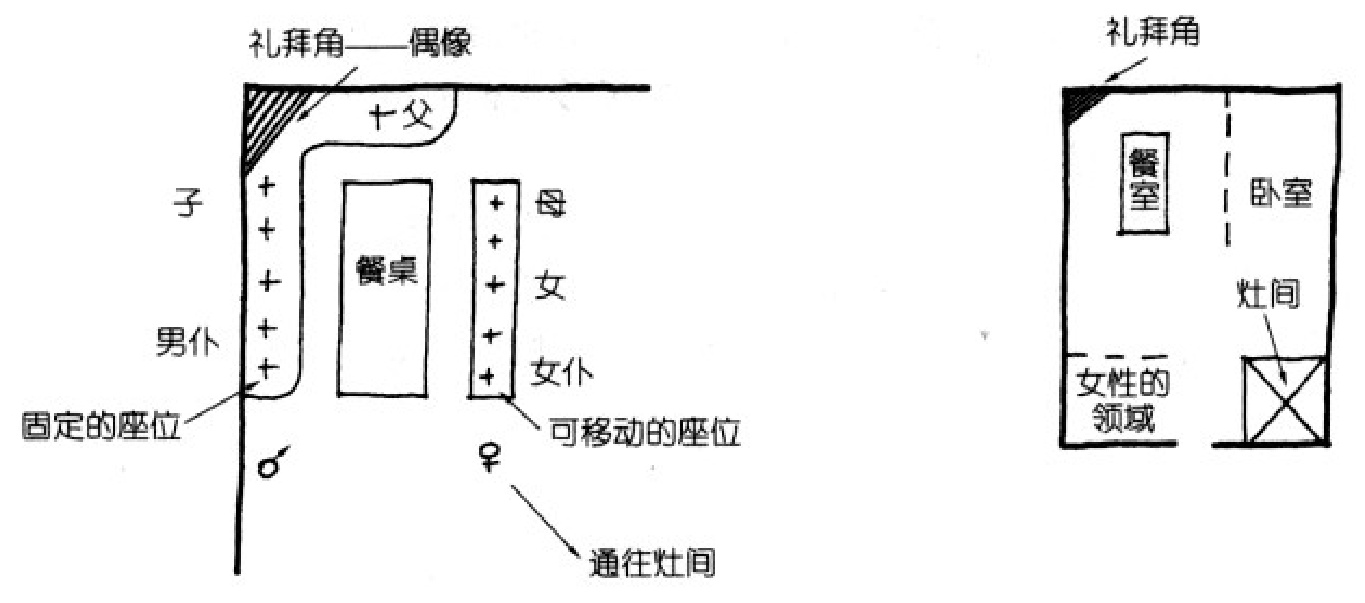 礼拜角——偶像
父
子
母
餐桌
女
男仆
女仆
固定的座位
可移动的座位
♂
♀
通往灶间
礼拜角
餐室
卧室
灶间
女性的
领域